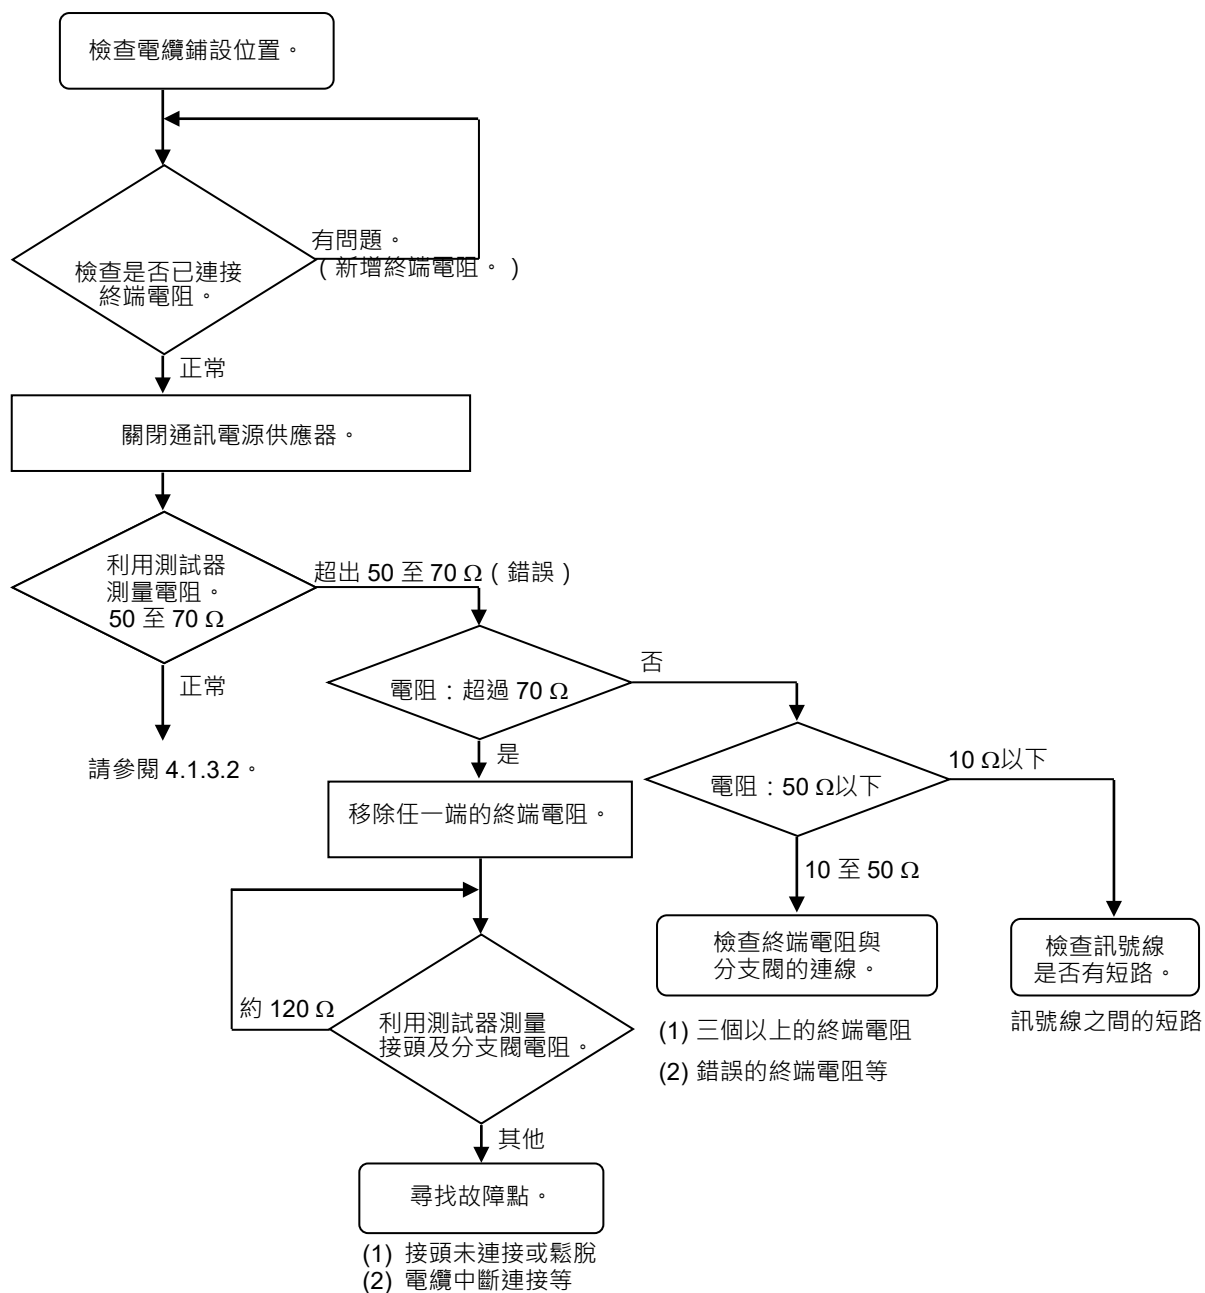 檢查電纜鋪設位置。
有問題。
(新增終端電阻。)
檢查是否已連接
終端電阻。
正常
關閉通訊電源供應器。
利用測試器
測量電阻。
50 至 70 Ω
超出 50 至 70 Ω(錯誤)
正常
請參閱 4.1.3.2。
電阻:超過 70 Ω
否
是
電阻:50 Ω以下
10 Ω以下
移除任一端的終端電阻。
10 至 50 Ω
檢查終端電阻與
分支閥的連線。
檢查訊號線
是否有短路。
約 120 Ω
利用測試器測量
接頭及分支閥電阻。
(1) 三個以上的終端電阻
(2) 錯誤的終端電阻等
訊號線之間的短路
其他
尋找故障點。
(1) 接頭未連接或鬆脫
(2) 電纜中斷連接等